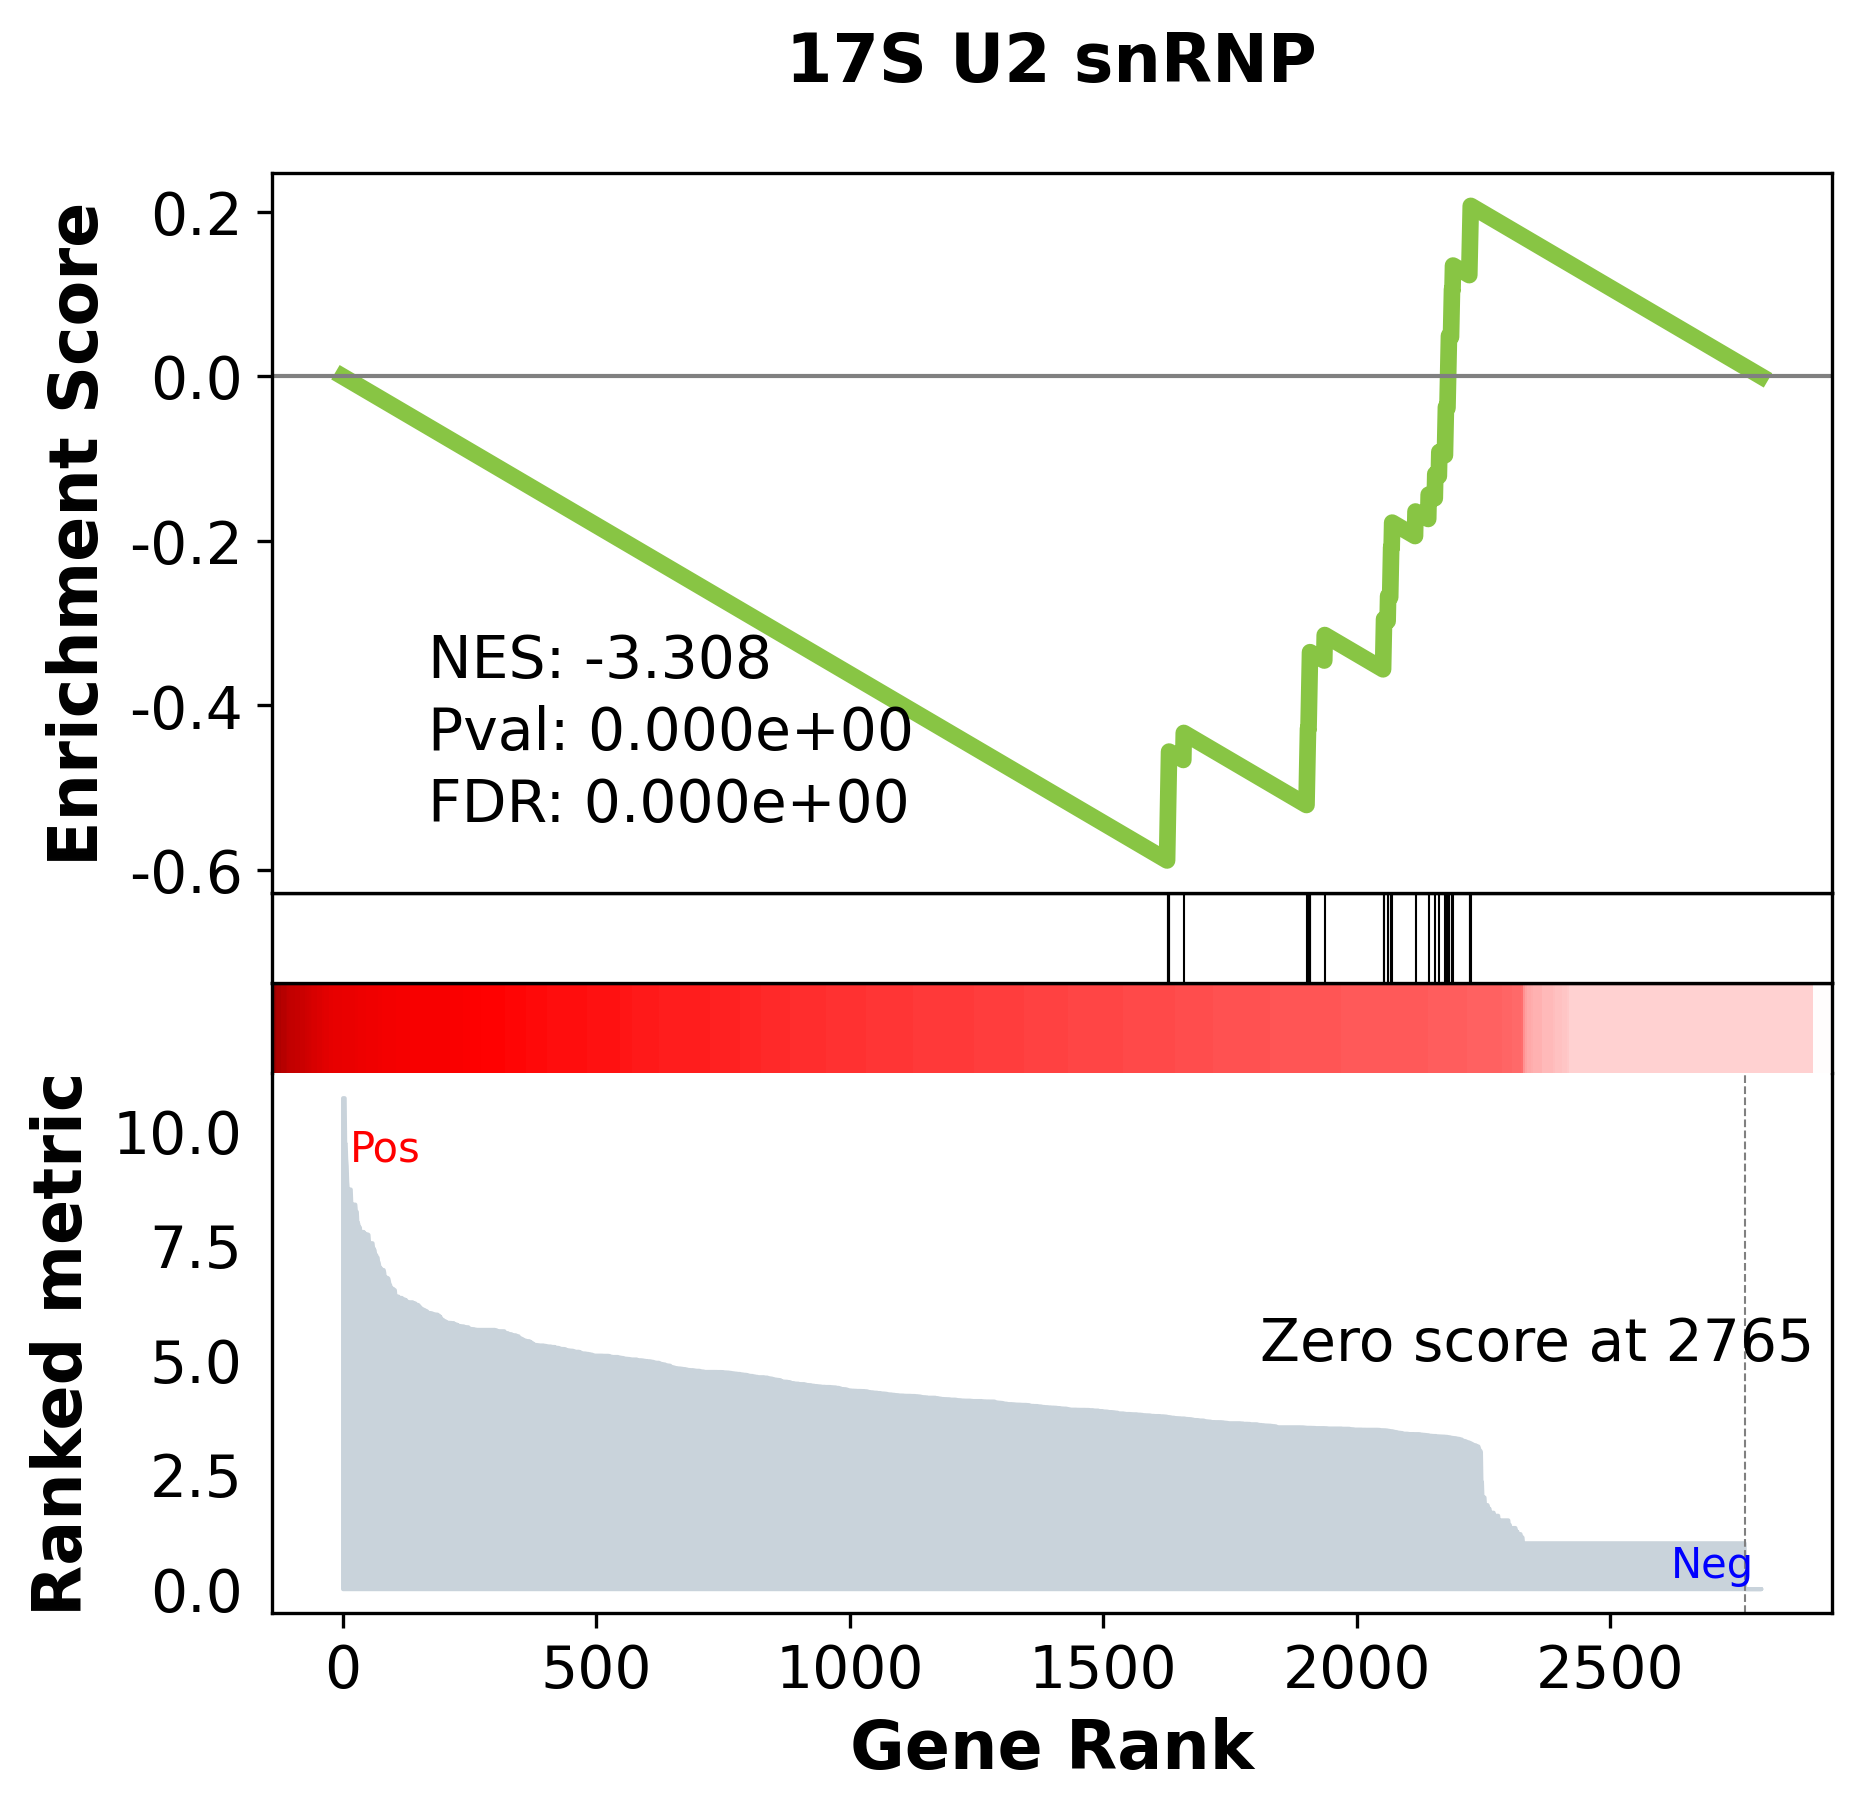 17S U2 snRNP
Enrichment Score
0.2
0.0
-0.2
-0.4
-0.6
NES: -3.308
Pval: 0.000e+00
FDR: 0.000e+00
Ranked metric
10.0
7.5
5.0
2.5
0.0
Pos
Zero score at 2765
Neg
0 500 1000 1500 2000 2500
Gene Rank